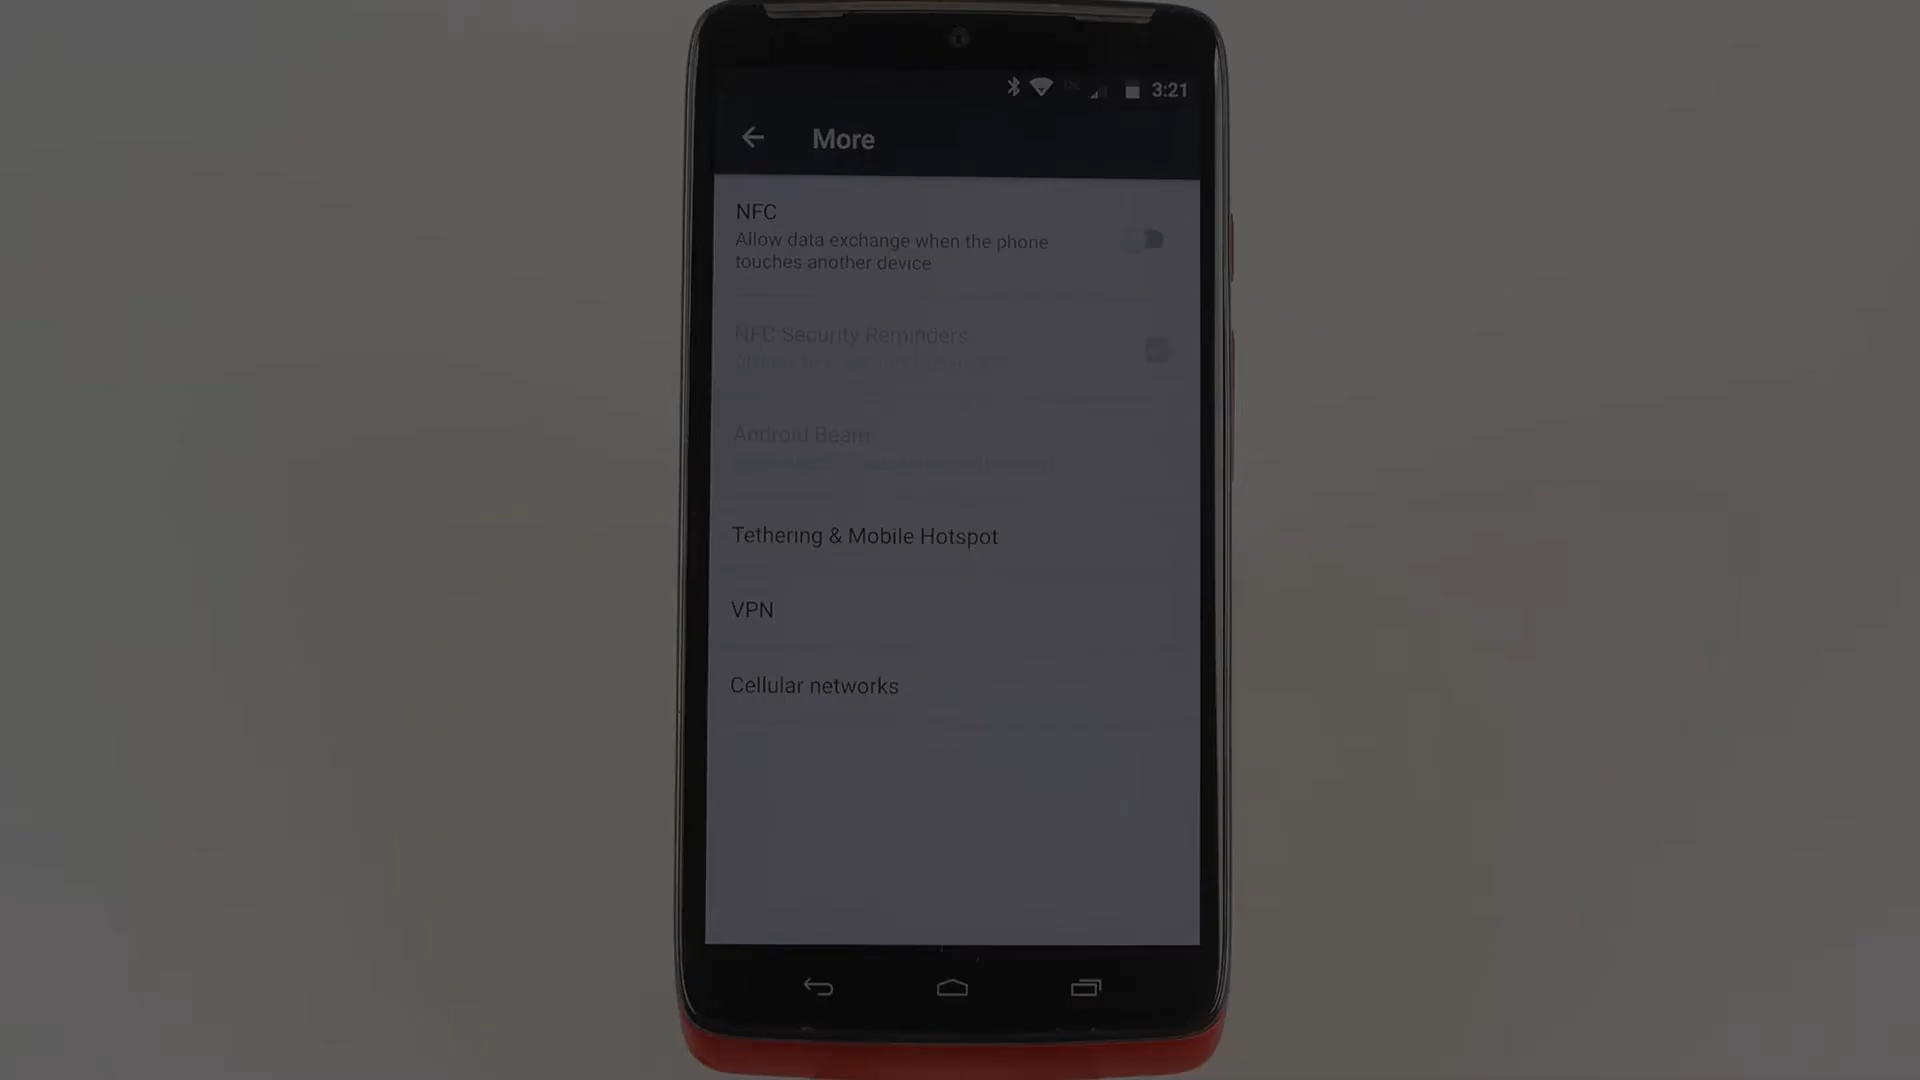 3:21
More
NFC
Allow data exchange when the phone
touches another device
NFC Security Reminders
Android Beam
Tethering & Mobile Hotspot
VPN
Cellular networks